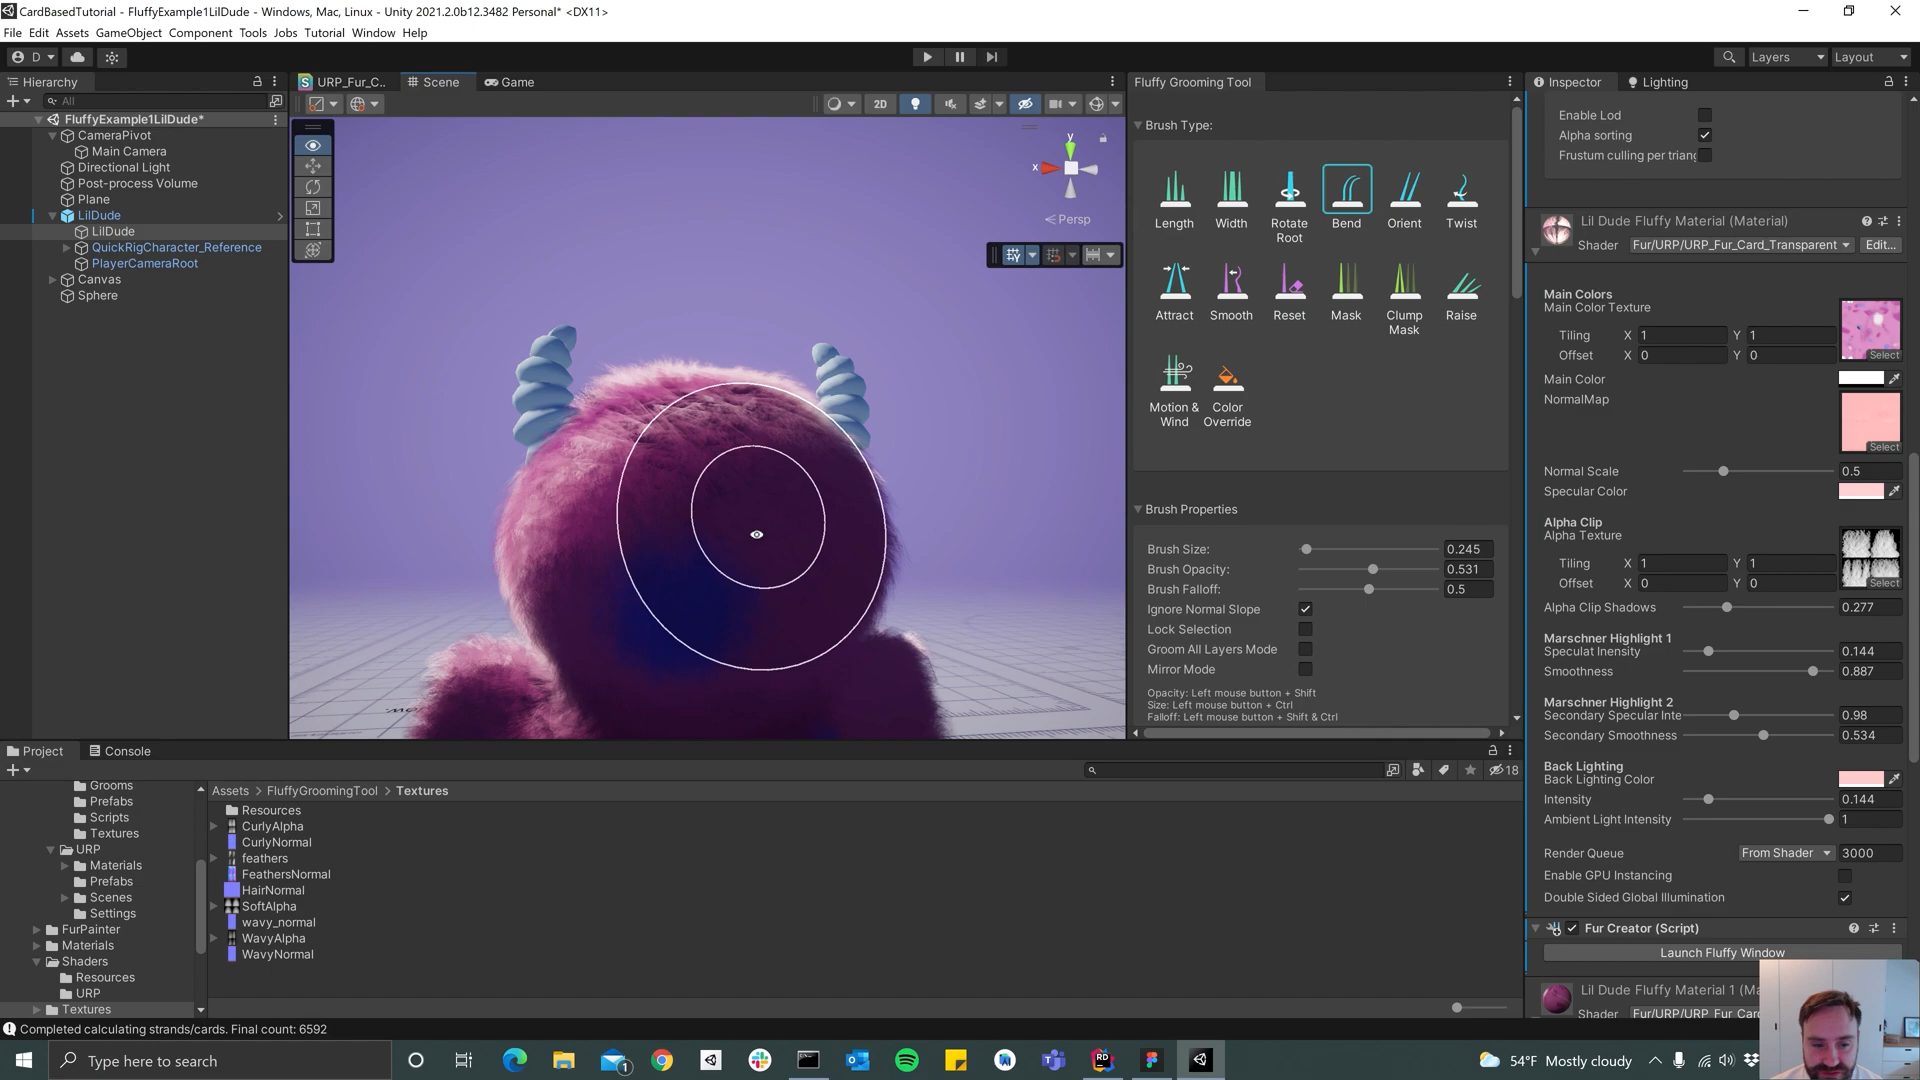 CardBasedTutorial - FluffyExample1LilDude - Windows, Mac, Linux - Unity 2021.2.0b12.3482 Personal* <DX11>
File Edit Assets GameObject Component Tools Jobs Tutorial Window Help
D
Layers
Layout
Hierarchy
All
FluffyExample1LilDude*
CameraPivot
Main Camera
Directional Light
Post-process Volume
Plane
LilDude
LilDude
QuickRigCharacter_Reference
PlayerCameraRoot
Canvas
Sphere
URP_Fur_C..
Scene
Game
2D
y
x
Persp
Fluffy Grooming Tool
Brush Type:
Length
Width
Rotate Root
Bend
Orient
Twist
Attract
Smooth
Reset
Mask
Clump Mask
Raise
Motion & Wind
Color Override
Brush Properties
Brush Size: 0.245
Brush Opacity: 0.531
Brush Falloff: 0.5
Ignore Normal Slope
Lock Selection
Groom All Layers Mode
Mirror Mode
Opacity: Left mouse button + Shift
Size: Left mouse button + Ctrl
Falloff: Left mouse button + Shift & Ctrl
Inspector
Lighting
Enable Lod
Alpha sorting
Frustum culling per triang
Lil Dude Fluffy Material (Material)
Shader Fur/URP/URP_Fur_Card_Transparent Edit...
Main Colors
Main Color Texture
Tiling X 1 Y 1
Offset X 0 Y 0
Select
Main Color
NormalMap
Select
Normal Scale 0.5
Specular Color
Alpha Clip
Alpha Texture
Tiling X 1 Y 1
Offset X 0 Y 0
Select
Alpha Clip Shadows 0.277
Marschner Highlight 1
Speculat Inensity 0.144
Smoothness 0.887
Marschner Highlight 2
Secondary Specular Inte 0.98
Secondary Smoothness 0.534
Back Lighting
Back Lighting Color
Intensity 0.144
Ambient Light Intensity 1
Render Queue From Shader 3000
Enable GPU Instancing
Double Sided Global Illumination
Fur Creator (Script)
Launch Fluffy Window
Lil Dude Fluffy Material 1 (Ma
Shader Fur/URP/URP_Fur_Car
Project
Console
18
Grooms
Prefabs
Scripts
Textures
URP
Materials
Prefabs
Scenes
Settings
FurPainter
Materials
Shaders
Resources
URP
Textures
Assets > FluffyGroomingTool > Textures
Resources
CurlyAlpha
CurlyNormal
feathers
FeathersNormal
HairNormal
SoftAlpha
wavy_normal
WavyAlpha
WavyNormal
Completed calculating strands/cards. Final count: 6592
Type here to search
1
RD
54°F Mostly cloudy